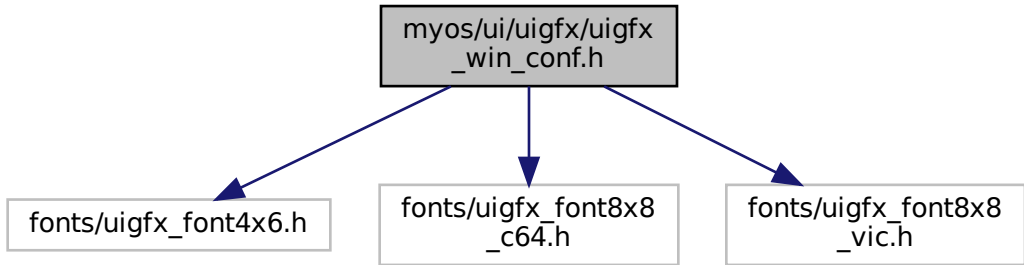 myos/ui/uigfx/uigfx
_win_conf.h
fonts/uigfx_font4x6.h
fonts/uigfx_font8x8
_c64.h
fonts/uigfx_font8x8
_vic.h